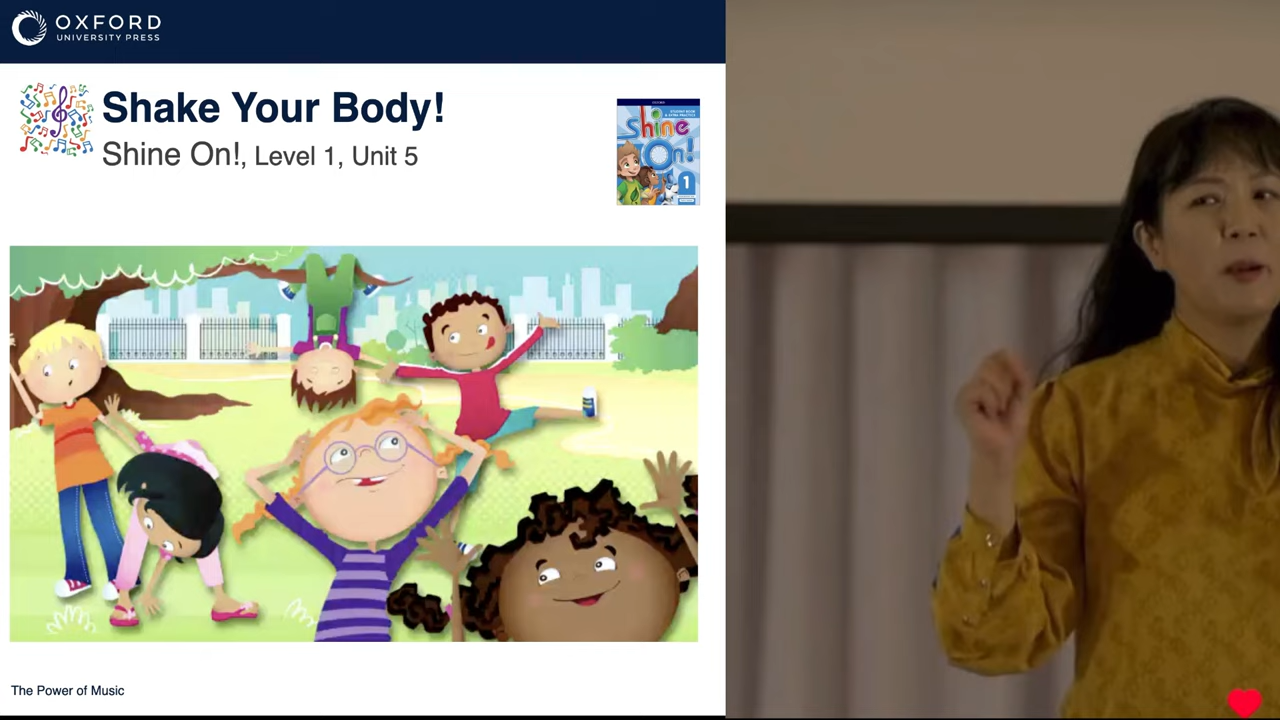 OXFORD
UNIVERSITY PRESS
Shake Your Body!
Shine On!, Level 1, Unit 5
shine
On!
1
The Power of Music